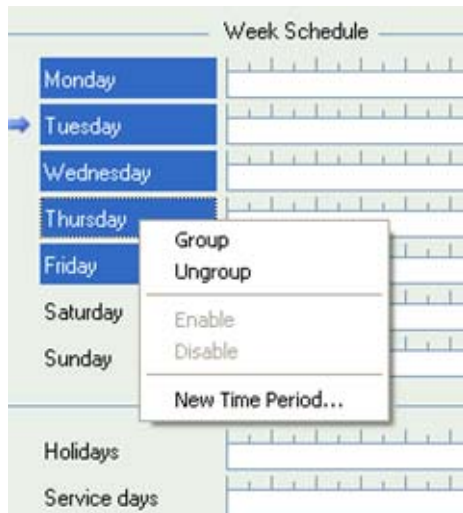 Week Schedule
Monday
Tuesday
Wednesday
Thursday
Group
Ungroup
Friday
Saturday
Enable
Disable
Sunday
New Time Period...
Holidays
Service days